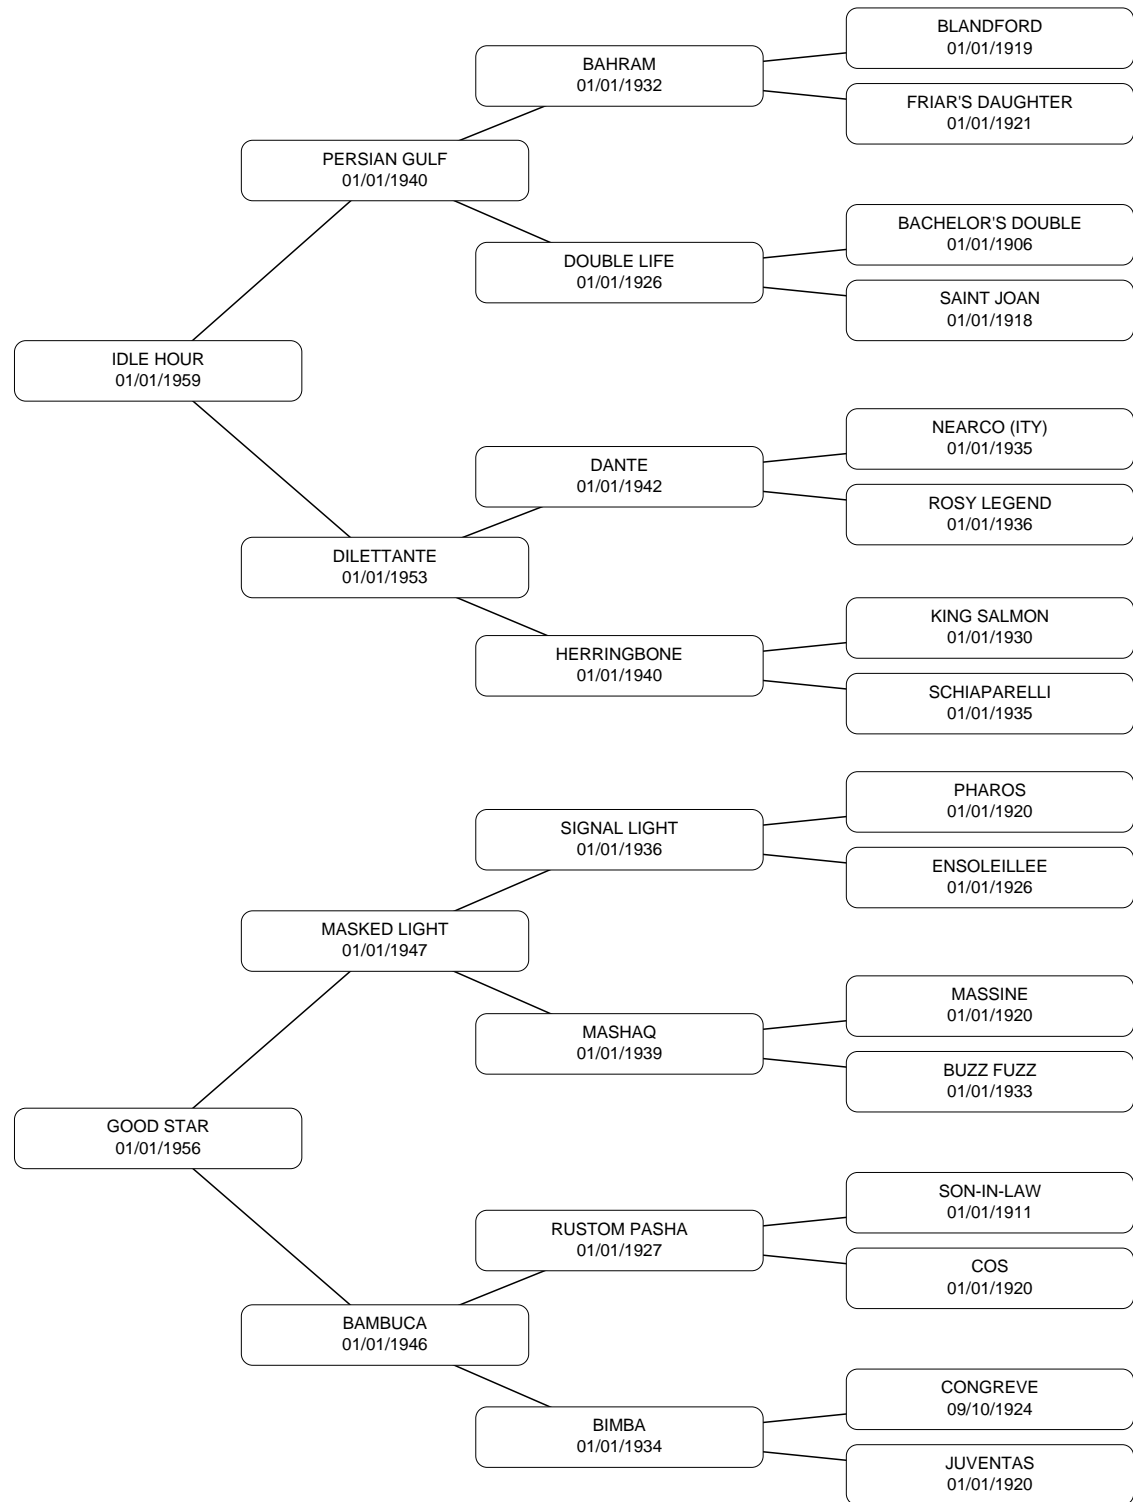 BLANDFORD
01/01/1919
BAHRAM
01/01/1932
FRIAR'S DAUGHTER
01/01/1921
PERSIAN GULF
01/01/1940
BACHELOR'S DOUBLE
01/01/1906
DOUBLE LIFE
01/01/1926
SAINT JOAN
01/01/1918
IDLE HOUR
01/01/1959
NEARCO (ITY)
01/01/1935
DANTE
01/01/1942
ROSY LEGEND
01/01/1936
DILETTANTE
01/01/1953
KING SALMON
01/01/1930
HERRINGBONE
01/01/1940
SCHIAPARELLI
01/01/1935
PHAROS
01/01/1920
SIGNAL LIGHT
01/01/1936
ENSOLEILLEE
01/01/1926
MASKED LIGHT
01/01/1947
MASSINE
01/01/1920
MASHAQ
01/01/1939
BUZZ FUZZ
01/01/1933
GOOD STAR
01/01/1956
SON-IN-LAW
01/01/1911
RUSTOM PASHA
01/01/1927
COS
01/01/1920
BAMBUCA
01/01/1946
CONGREVE
09/10/1924
BIMBA
01/01/1934
JUVENTAS
01/01/1920